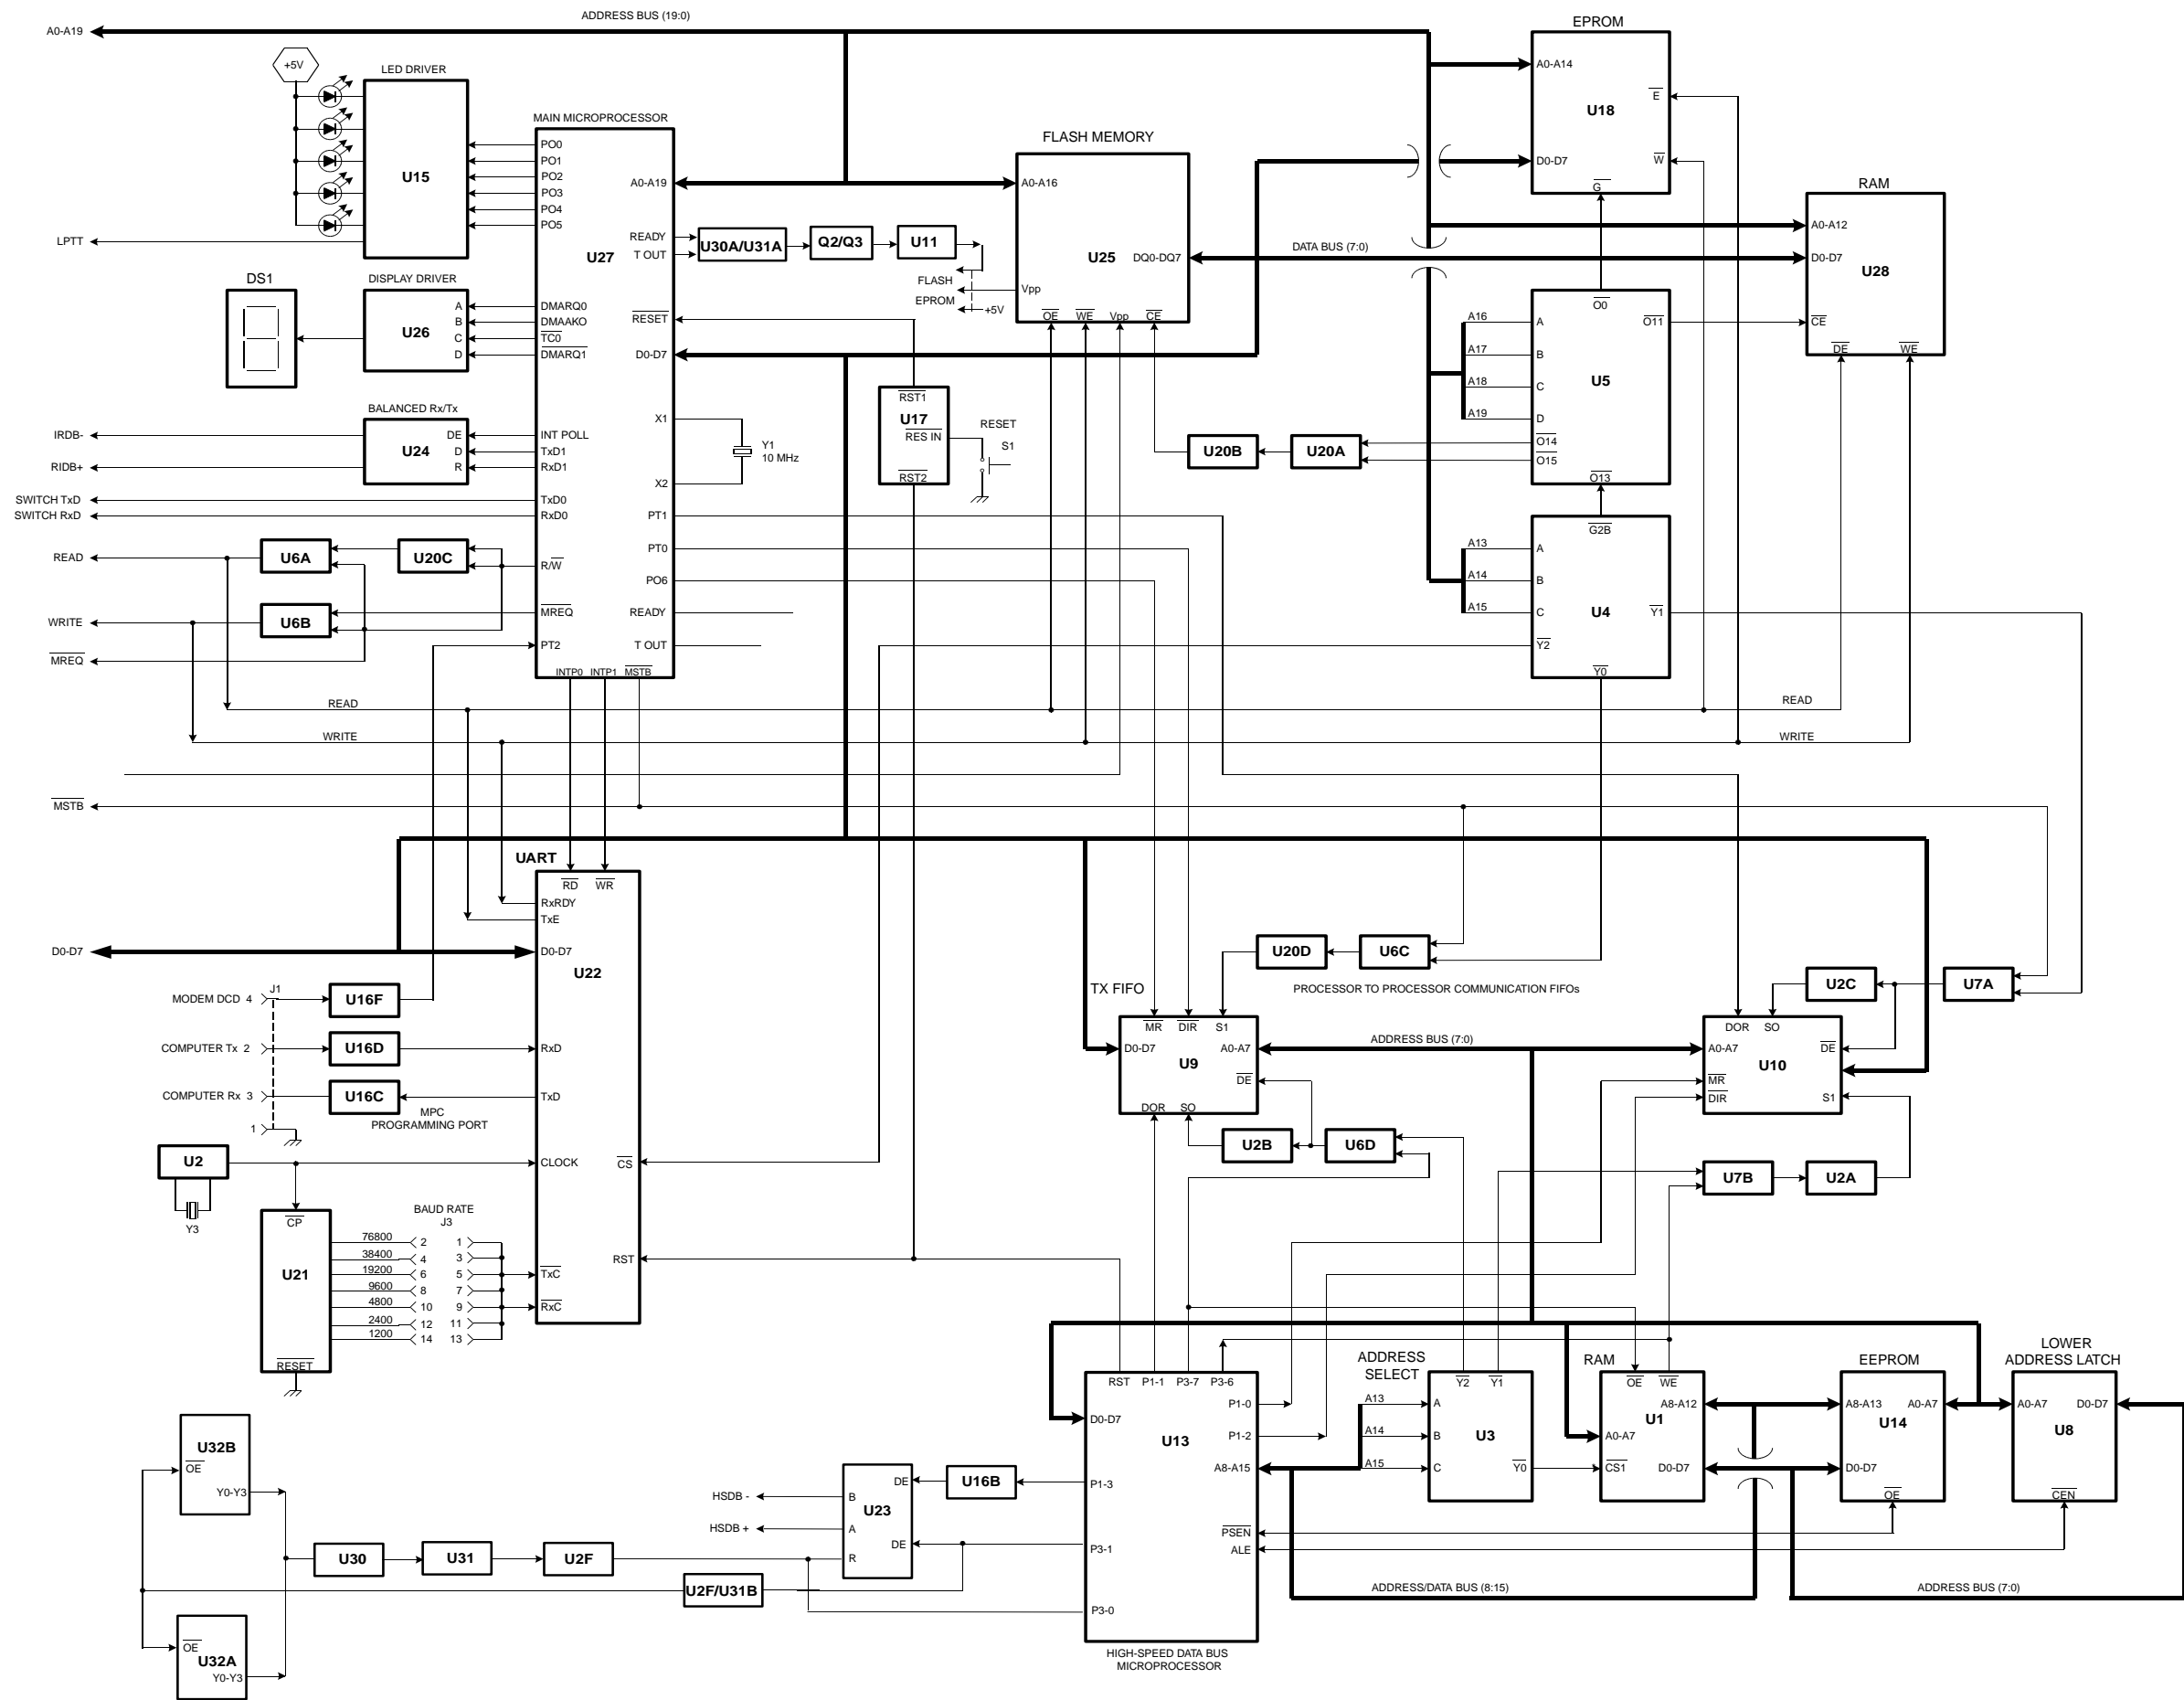 ADDRESS BUS (19:0)
A0-A19
+5V
LED DRIVER
U15
LPTT
MAIN MICROPROCESSOR
PO0
PO1
PO2
PO3
PO4
PO5
A0-A19
READY
T OUT
U27
DS1
DISPLAY DRIVER
U26
A
B
C
D
DMARQ0
DMAAKO
TC0
DMARQ1
RESET
D0-D7
BALANCED Rx/Tx
U24
DE
D
R
IRDB-
RIDB+
INT POLL
TxD1
RxD1
SWITCH TxD
SWITCH RxD
TxD0
RxD0
X1
X2
Y1
10 MHz
PT1
PT0
PO6
READY
T OUT
READ
U6A
U20C
R/W
WRITE
U6B
MREQ
MREQ
PT2
INTP0 INTP1 MSTB
U30A/U31A
Q2/Q3
U11
FLASH
EPROM
+5V
FLASH MEMORY
A0-A16
U25
DQ0-DQ7
Vpp
OE
WE
Vpp
CE
RST1
U17
RES IN
RST2
RESET
S1
U20B
U20A
EPROM
A0-A14
U18
E
D0-D7
W
G
RAM
A0-A12
D0-D7
U28
CE
DE
WE
DATA BUS (7:0)
O0
O11
A16
A17
A18
A19
A
B
C
D
U5
O14
O15
O13
G2B
A13
A14
A15
A
B
C
U4
Y1
Y2
Y0
READ
READ
WRITE
WRITE
MSTB
UART
RD
WR
RxRDY
TxE
D0-D7
D0-D7
U22
J1
MODEM DCD 4
U16F
COMPUTER Tx 2
U16D
RxD
COMPUTER Rx 3
U16C
TxD
MPC
PROGRAMMING PORT
1
U2
CLOCK
CS
Y3
CP
U21
RESET
BAUD RATE
J3
76800 2 1
38400 4 3
19200 6 5
9600 8 7
4800 10 9
2400 12 11
1200 14 13
TxC
RxC
RST
U20D
U6C
TX FIFO
PROCESSOR TO PROCESSOR COMMUNICATION FIFOs
MR
DIR
S1
D0-D7
A0-A7
U9
DE
DOR
SO
ADDRESS BUS (7:0)
U2B
U6D
U2C
U7A
DOR SO
A0-A7
DE
U10
MR
DIR
S1
U7B
U2A
RST P1-1 P3-7 P3-6
D0-D7
U13
P1-0
P1-2
A8-A15
P1-3
P3-1
P3-0
PSEN
ALE
HIGH-SPEED DATA BUS
MICROPROCESSOR
ADDRESS
SELECT
A13
A14
A15
A
B
C
Y2
Y1
U3
Y0
RAM
OE
WE
A8-A12
U1
A0-A7
CS1
D0-D7
EEPROM
A8-A13
A0-A7
U14
D0-D7
OE
LOWER
ADDRESS LATCH
A0-A7
D0-D7
U8
CEN
ADDRESS/DATA BUS (8:15)
ADDRESS BUS (7:0)
U32B
OE
Y0-Y3
U30
U31
U2F
U2F/U31B
HSDB -
HSDB +
B
A
R
U23
DE
DE
U16B
OE
U32A
Y0-Y3